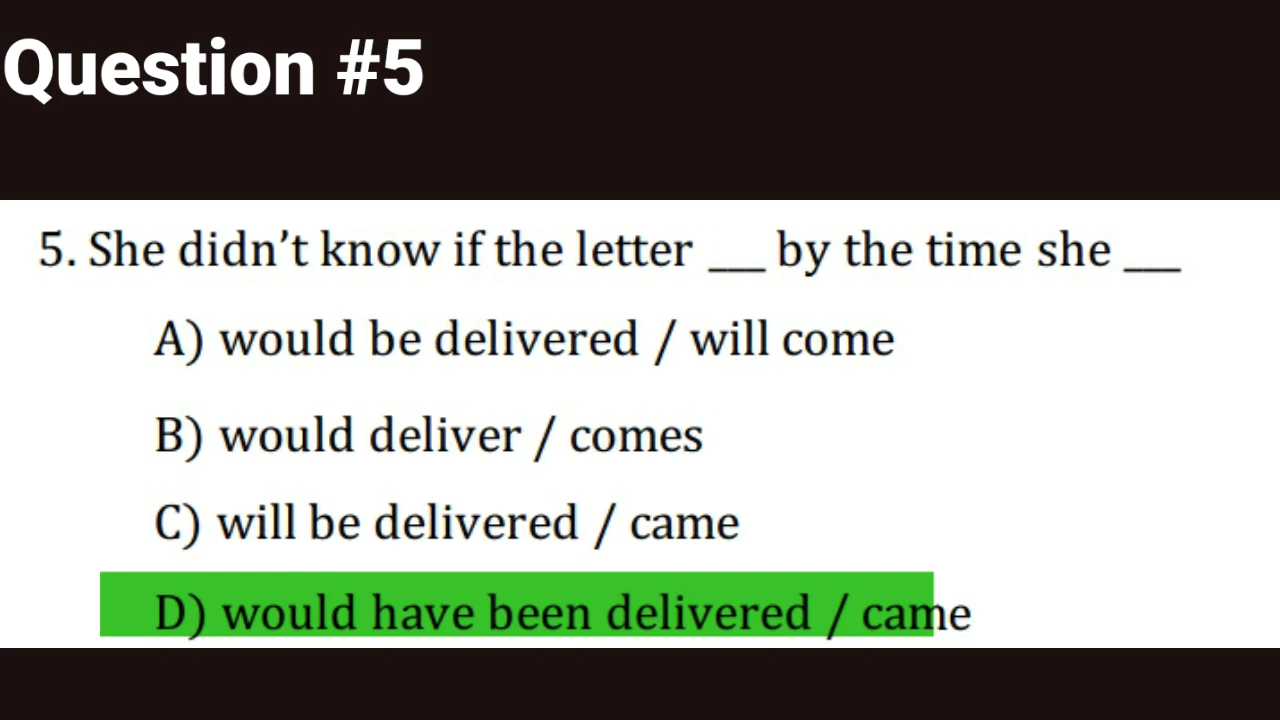 Question #5
5. She didn’t know if the letter ___ by the time she ___
A) would be delivered / will come
B) would deliver / comes
C) will be delivered / came
D) would have been delivered / came